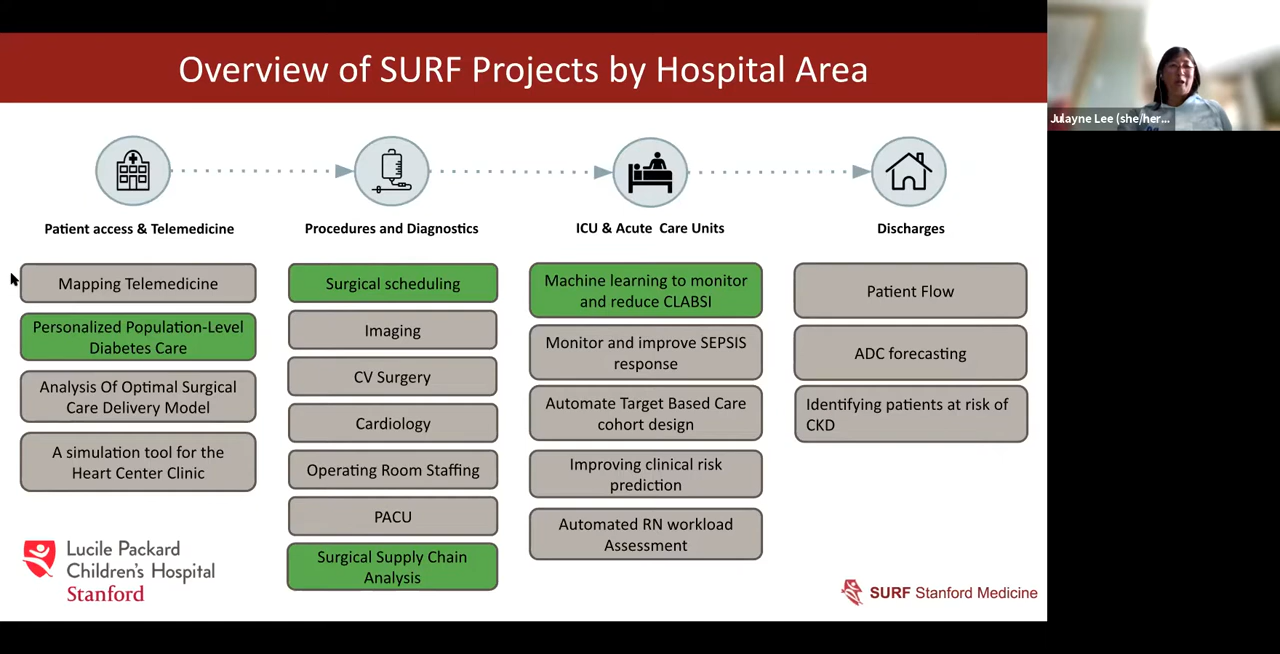 Overview of SURF Projects by Hospital Area
Julayne Lee (she/her...
Patient access & Telemedicine
Procedures and Diagnostics
ICU & Acute Care Units
Discharges
Mapping Telemedicine
Personalized Population-Level
Diabetes Care
Analysis Of Optimal Surgical
Care Delivery Model
A simulation tool for the
Heart Center Clinic
Surgical scheduling
Imaging
CV Surgery
Cardiology
Operating Room Staffing
PACU
Surgical Supply Chain
Analysis
Machine learning to monitor
and reduce CLABSI
Monitor and improve SEPSIS
response
Automate Target Based Care
cohort design
Improving clinical risk
prediction
Automated RN workload
Assessment
Patient Flow
ADC forecasting
Identifying patients at risk of
CKD
Lucile Packard
Children's Hospital
Stanford
SURF Stanford Medicine